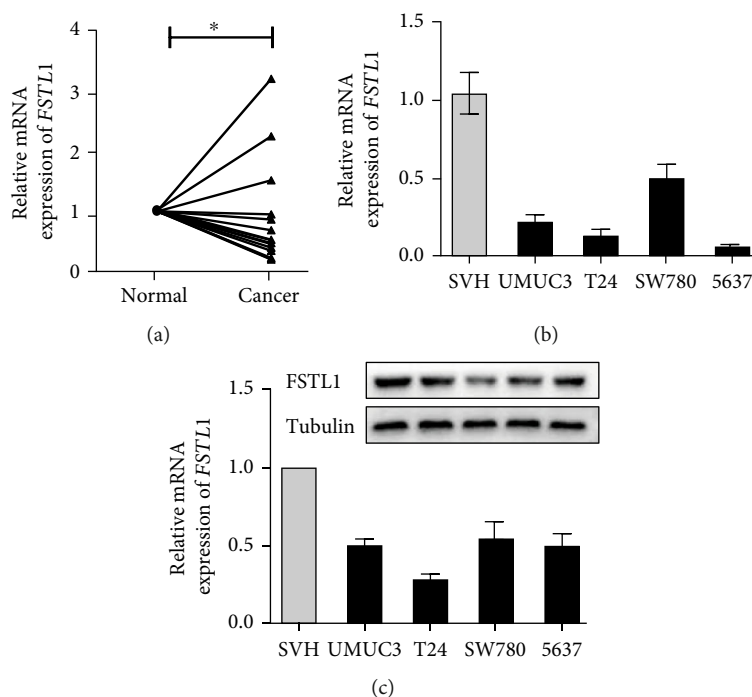 Relative mRNA
expression of FSTL1
4
3
2
1
0
*
Normal Cancer
(a)
Relative mRNA
expression of FSTL1
1.5
1.0
0.5
0.0
SVH UMUC3 T24 SW780 5637
(b)
Relative mRNA
expression of FSTL1
1.5
1.0
0.5
0.0
FSTL1
Tubulin
SVH UMUC3 T24 SW780 5637
(c)